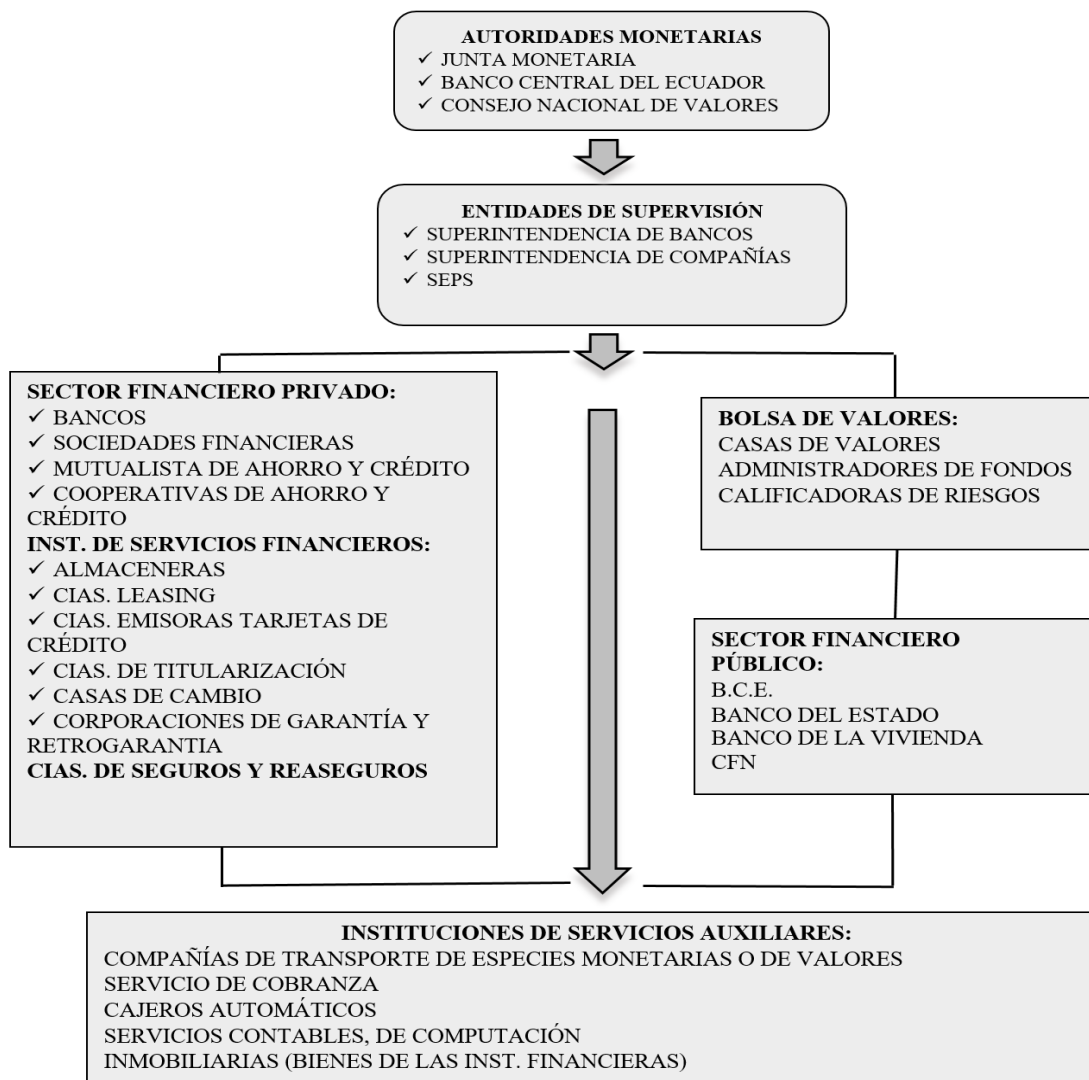 AUTORIDADES MONETARIAS
✓ JUNTA MONETARIA
✓ BANCO CENTRAL DEL ECUADOR
✓ CONSEJO NACIONAL DE VALORES
ENTIDADES DE SUPERVISIÓN
✓ SUPERINTENDENCIA DE BANCOS
✓ SUPERINTENDENCIA DE COMPAÑÍAS
✓ SEPS
SECTOR FINANCIERO PRIVADO:
✓ BANCOS
✓ SOCIEDADES FINANCIERAS
✓ MUTUALISTA DE AHORRO Y CRÉDITO
✓ COOPERATIVAS DE AHORRO Y
CRÉDITO
INST. DE SERVICIOS FINANCIEROS:
✓ ALMACENERAS
✓ CIAS. LEASING
✓ CIAS. EMISORAS TARJETAS DE
CRÉDITO
✓ CIAS. DE TITULARIZACIÓN
✓ CASAS DE CAMBIO
✓ CORPORACIONES DE GARANTÍA Y
RETROGARANTIA
CIAS. DE SEGUROS Y REASEGUROS
BOLSA DE VALORES:
CASAS DE VALORES
ADMINISTRADORES DE FONDOS
CALIFICADORAS DE RIESGOS
SECTOR FINANCIERO
PÚBLICO:
B.C.E.
BANCO DEL ESTADO
BANCO DE LA VIVIENDA
CFN
INSTITUCIONES DE SERVICIOS AUXILIARES:
COMPAÑÍAS DE TRANSPORTE DE ESPECIES MONETARIAS O DE VALORES
SERVICIO DE COBRANZA
CAJEROS AUTOMÁTICOS
SERVICIOS CONTABLES, DE COMPUTACIÓN
INMOBILIARIAS (BIENES DE LAS INST. FINANCIERAS)